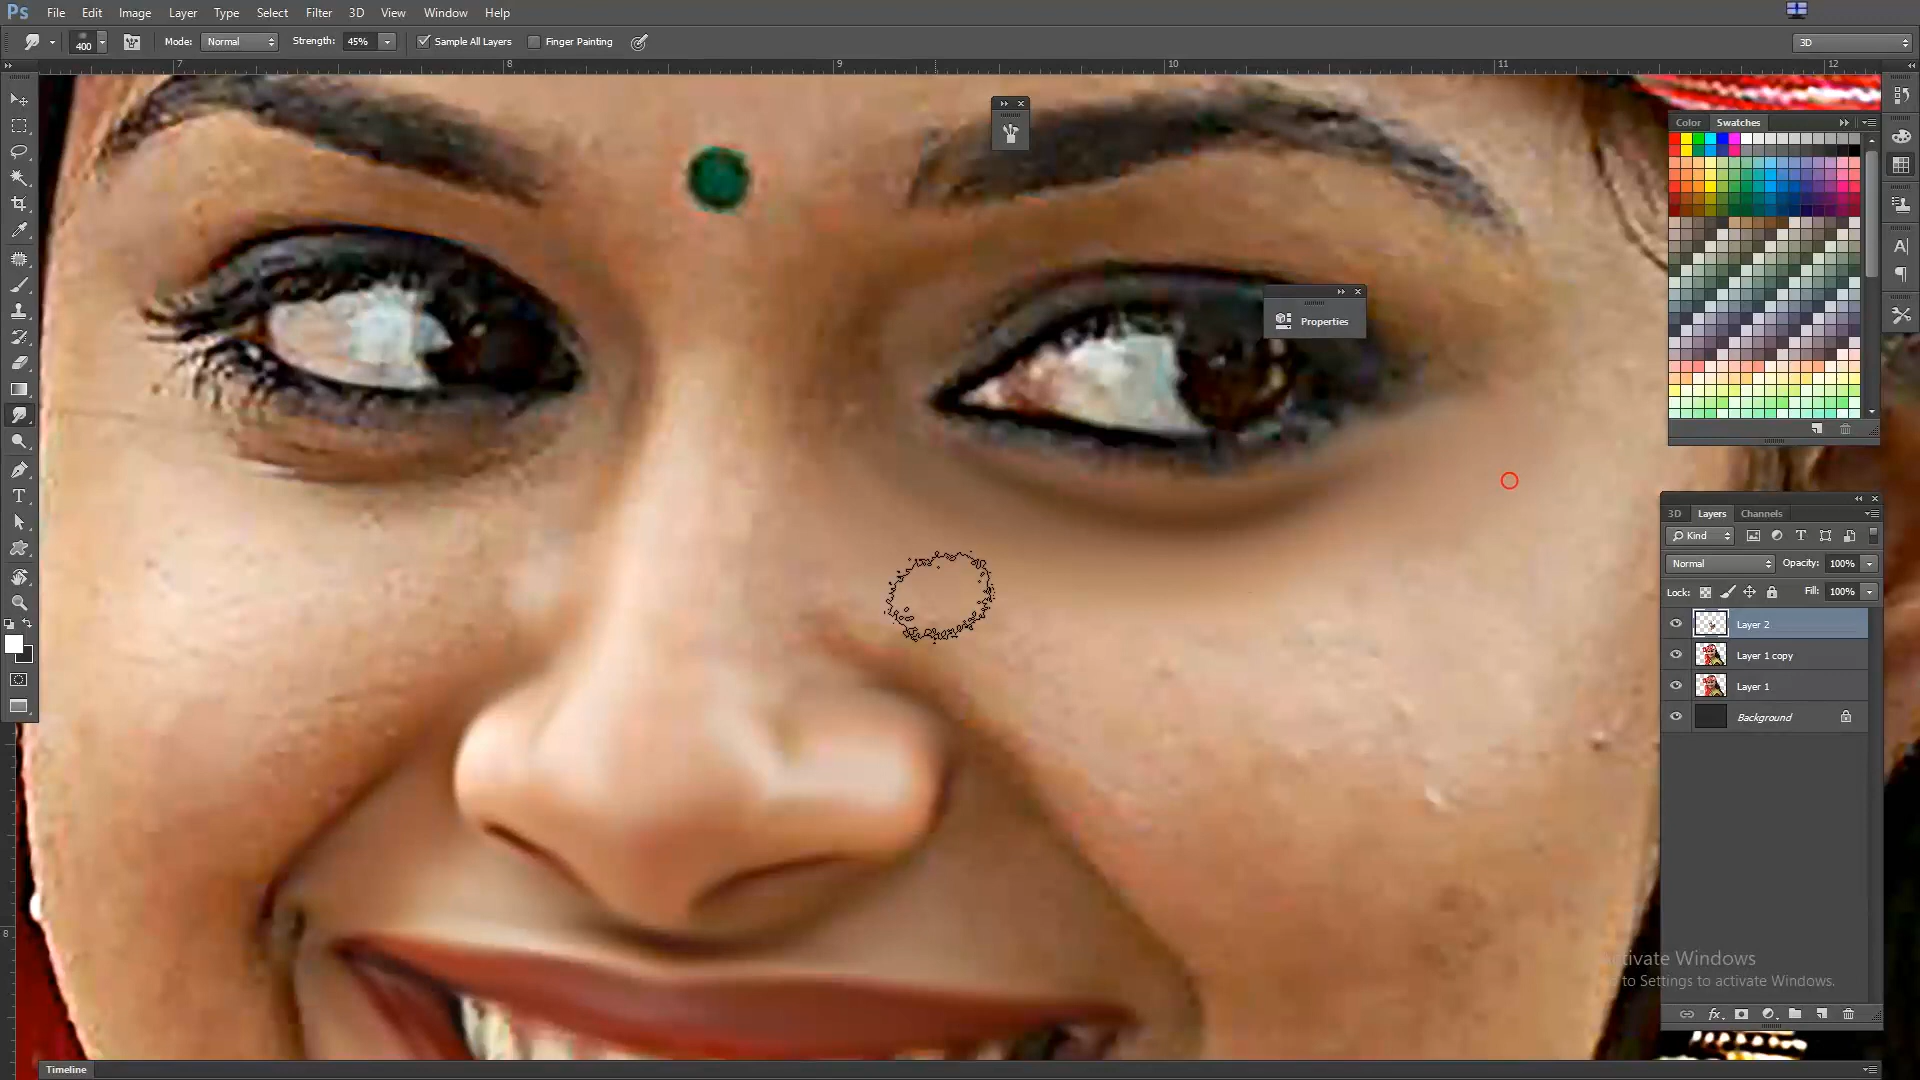 Ps File Edit Image Layer Type Select Filter 3D View Window Help
400 Mode: Normal Strength: 45% Sample All Layers Finger Painting 3D
7 8 9 10 11 12
Color Swatches
Properties
3D Layers Channels
Kind
Normal Opacity: 100%
Lock: Fill: 100%
Layer 2
Layer 1 copy
Layer 1
Background
8
Windows
to Settings to activate Windows.
fx
Timeline